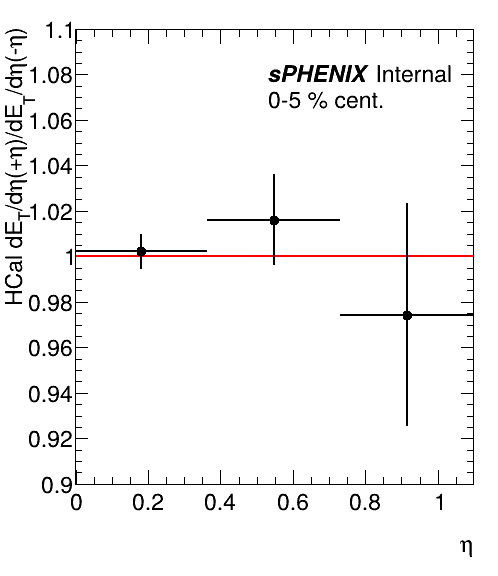 HCal dE_T/dη(+η)/dE_T/dη(-η)
sPHENIX Internal
0-5 % cent.
1.1
1.08
1.06
1.04
1.02
1
0.98
0.96
0.94
0.92
0.9
0 0.2 0.4 0.6 0.8 1
η